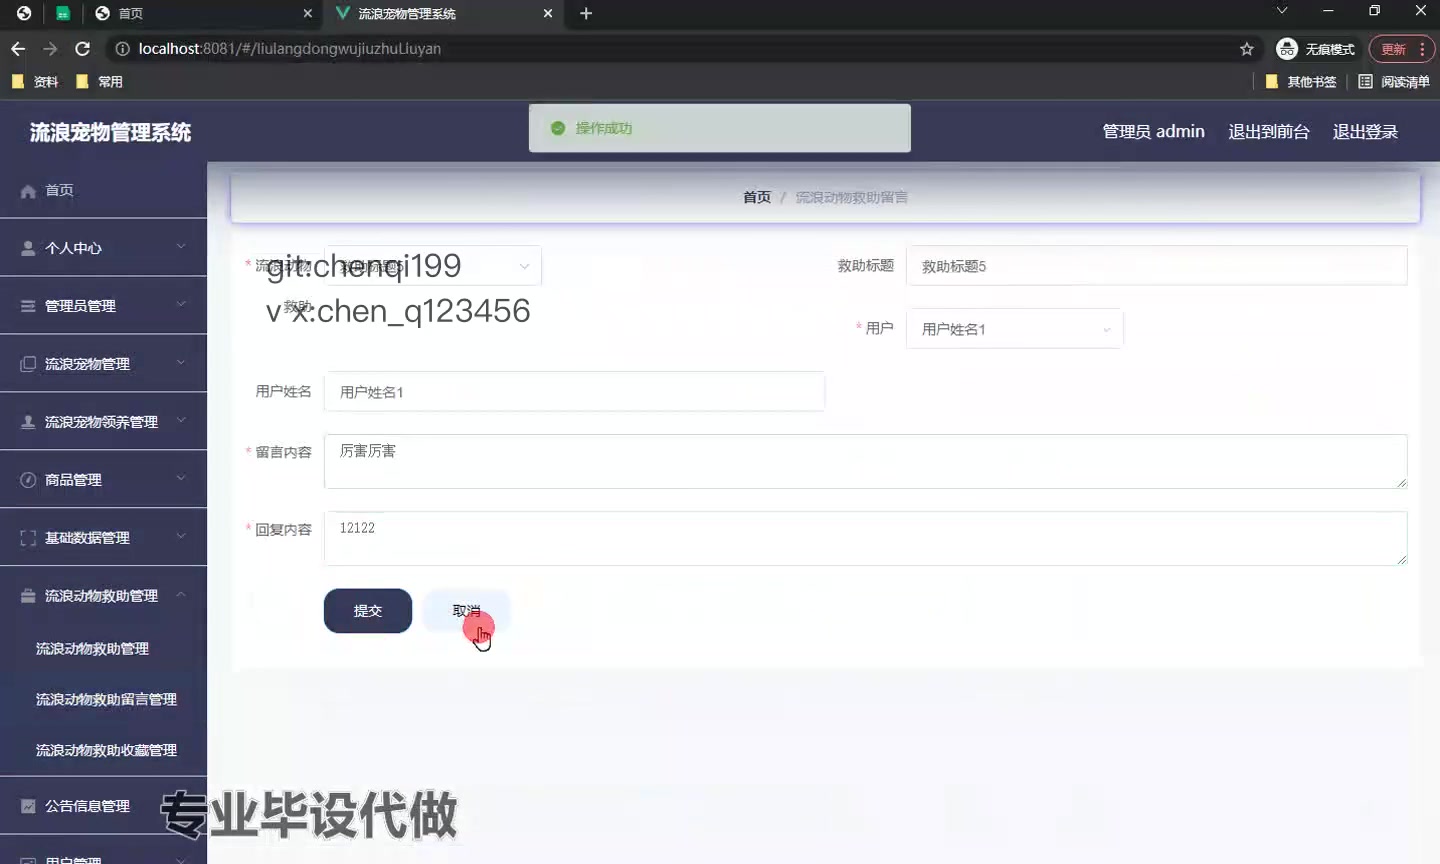 首页
流浪宠物管理系统
localhost:8081/#/liulangdongwujiuzhuLiuyan
无痕模式
更新
资料
常用
其他书签
阅读清单
流浪宠物管理系统
操作成功
管理员 admin
退出到前台
退出登录
首页
个人中心
管理员管理
流浪宠物管理
流浪宠物领养管理
商品管理
基础数据管理
流浪动物救助管理
流浪动物救助管理
流浪动物救助留言管理
流浪动物救助收藏管理
公告信息管理
用户管理
首页 / 流浪动物救助留言
* 流浪动物救助
救助标题5
git:chenqi199
v x:chen_q123456
救助标题
救助标题5
* 用户
用户姓名1
用户姓名
用户姓名1
* 留言内容
厉害厉害
* 回复内容
12122
提交
取消
专业毕设代做